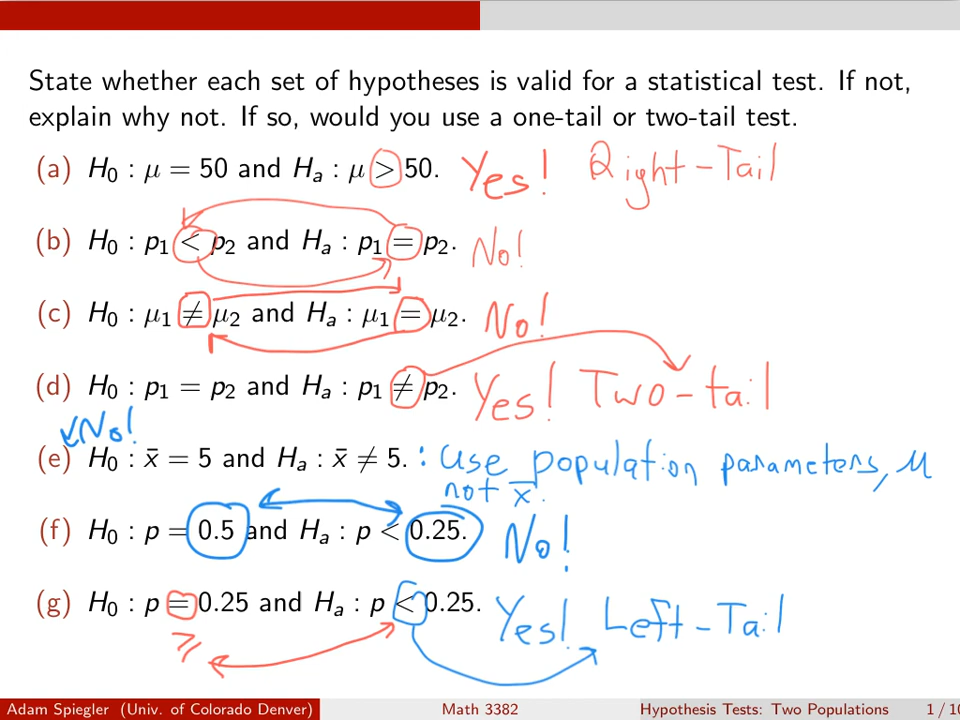 State whether each set of hypotheses is valid for a statistical test. If not,
explain why not. If so, would you use a one-tail or two-tail test.
(a) H₀ : μ = 50 and Hₐ : μ > 50. Yes! Right-Tail
(b) H₀ : p₁ < p₂ and Hₐ : p₁ = p₂. No!
(c) H₀ : μ₁ ≠ μ₂ and Hₐ : μ₁ = μ₂. No!
(d) H₀ : p₁ = p₂ and Hₐ : p₁ ≠ p₂. Yes! Two-tail
No!
(e) H₀ : x̄ = 5 and Hₐ : x̄ ≠ 5. : Use population parameters, μ
not x̄.
(f) H₀ : p = 0.5 and Hₐ : p < 0.25. No!
(g) H₀ : p = 0.25 and Hₐ : p < 0.25. Yes! Left-Tail
≥
Adam Spiegler (Univ. of Colorado Denver) Math 3382 Hypothesis Tests: Two Populations 1 / 10